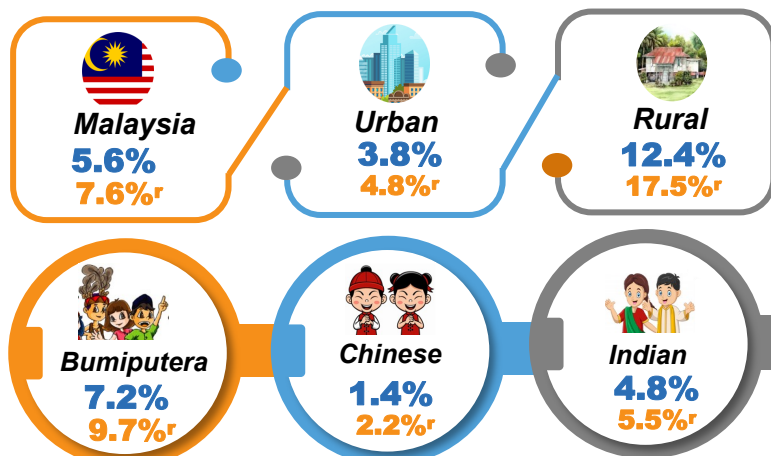 Malaysia
5.6%
7.6%ʳ
Urban
3.8%
4.8%ʳ
Rural
12.4%
17.5%ʳ
Bumiputera
7.2%
9.7%ʳ
Chinese
1.4%
2.2%ʳ
Indian
4.8%
5.5%ʳ